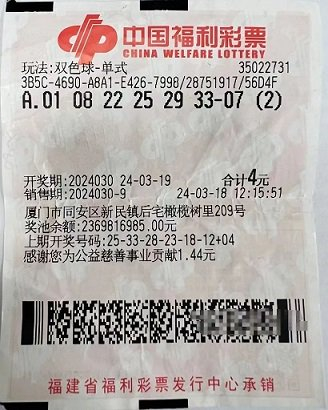 中国福利彩票
CHINA WELFARE LOTTERY
玩法:双色球-单式 35022731
3B5C-4690-A8A1-E426-7998/28751917/56D4F
A.01 08 22 25 29 33-07 (2)
开奖期:2024030 24-03-19 合计4元
销售期:2024030-9 24-03-18 12:15:51
厦门市同安区新民镇后宅橄榄树里209号
奖池余额:2369816985.00元
上期开奖号码:25-33-28-23-18-12+04
感谢您为公益慈善事业贡献1.44元
福建省福利彩票发行中心承销